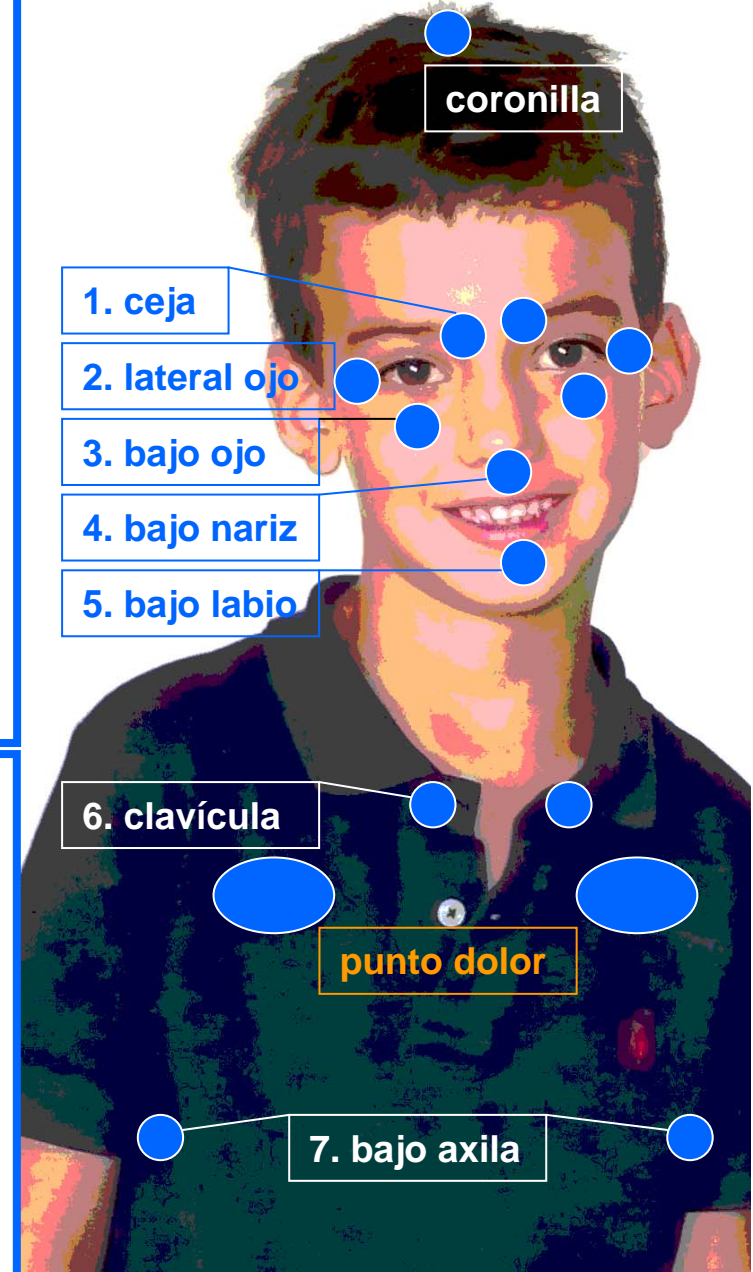 coronilla
1. ceja
2. lateral ojo
3. bajo ojo
4. bajo nariz
5. bajo labio
6. clavícula
punto dolor
7. bajo axila